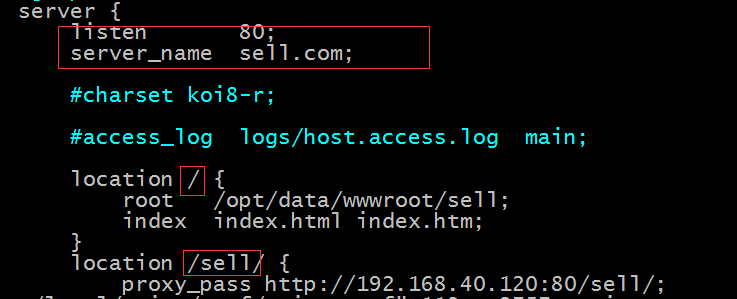 server {
listen 80;
server_name sell.com;
#charset koi8-r;
#access_log logs/host.access.log main;
location / {
root /opt/data/wwwroot/sell;
index index.html index.htm;
}
location /sell/ {
proxy_pass http://192.168.40.120:80/sell/;